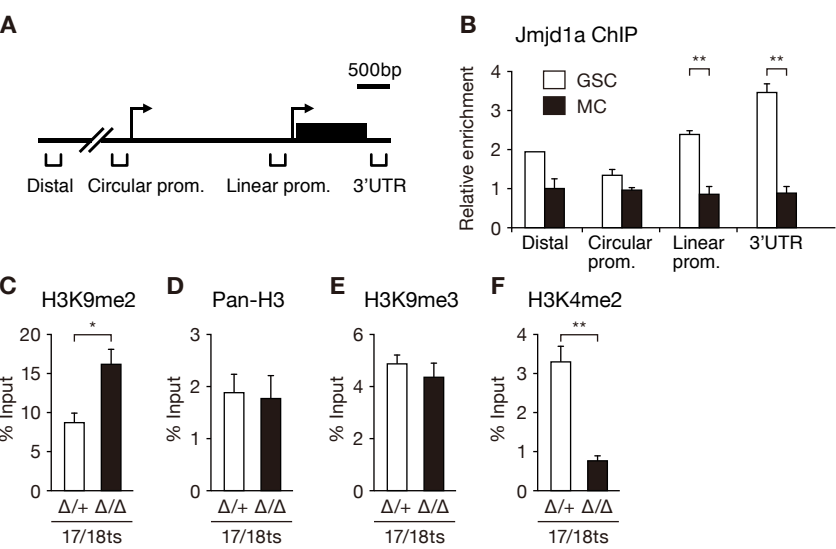 A
500bp
Distal Circular prom. Linear prom. 3'UTR
B
Jmjd1a ChIP
Relative enrichment
4
3
2
1
0
GSC
MC
**
**
Distal
Circular prom.
Linear prom.
3'UTR
C
H3K9me2
% Input
20
15
10
5
0
*
Δ/+ Δ/Δ
17/18ts
D
Pan-H3
% Input
3
2
1
0
Δ/+ Δ/Δ
17/18ts
E
H3K9me3
% Input
6
4
2
0
Δ/+ Δ/Δ
17/18ts
F
H3K4me2
% Input
4
3
2
1
0
**
Δ/+ Δ/Δ
17/18ts